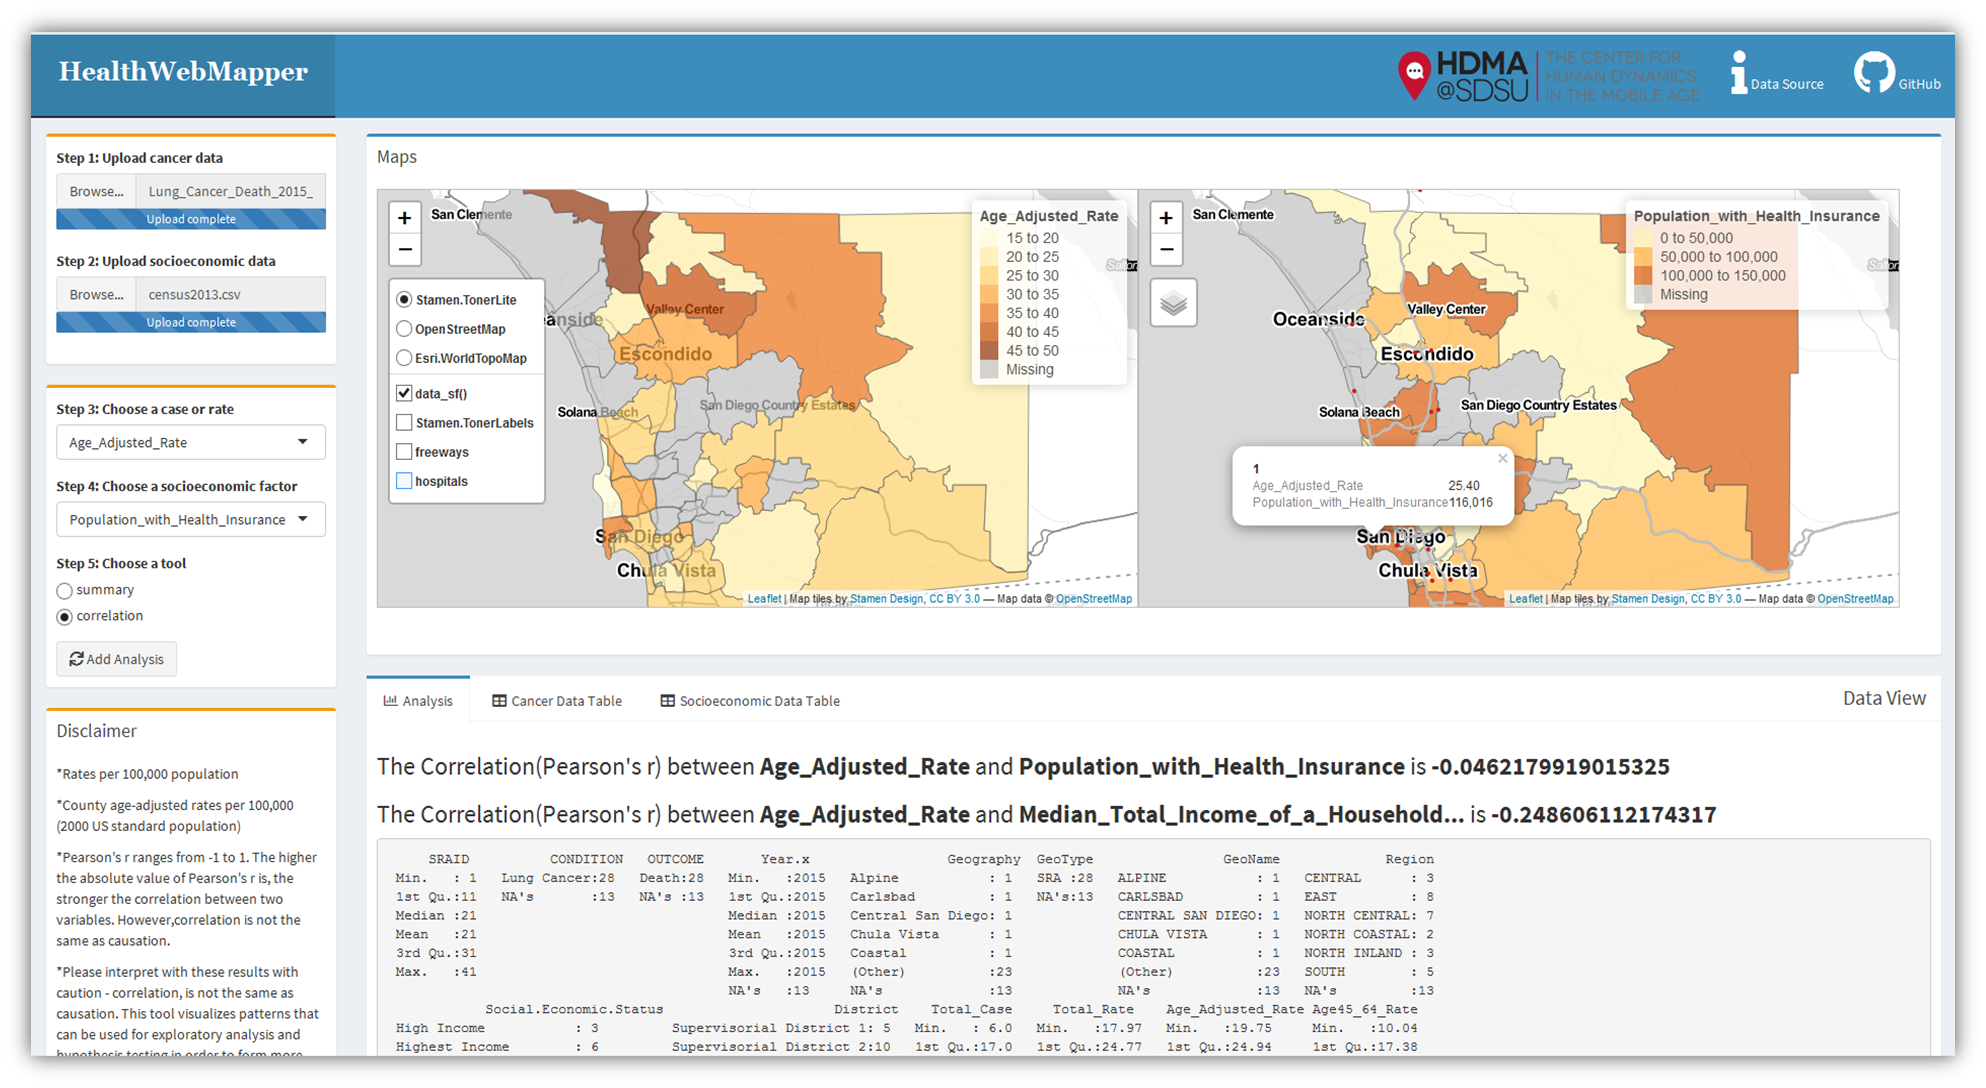 HealthWebMapper
HDMA
@SDSU
THE CENTER FOR
HUMAN DYNAMICS
IN THE MOBILE AGE
Data Source
GitHub
Step 1: Upload cancer data
Browse... Lung_Cancer_Death_2015_
Upload complete
Step 2: Upload socioeconomic data
Browse... census2013.csv
Upload complete
Step 3: Choose a case or rate
Age_Adjusted_Rate
Step 4: Choose a socioeconomic factor
Population_with_Health_Insurance
Step 5: Choose a tool
summary
correlation
Add Analysis
Disclaimer
*Rates per 100,000 population
*County age-adjusted rates per 100,000
(2000 US standard population)
*Pearson's r ranges from -1 to 1. The higher
the absolute value of Pearson's r is, the
stronger the correlation between two
variables. However,correlation is not the
same as causation.
*Please interpret with these results with
caution - correlation, is not the same as
causation. This tool visualizes patterns that
can be used for exploratory analysis and
hypothesis testing in order to form more
Maps
+
−
San Clemente
Stamen.TonerLite
OpenStreetMap
Esri.WorldTopoMap
data_sf()
Stamen.TonerLabels
freeways
hospitals
anside
Valley Center
Escondido
Solana Beach
San Diego Country Estates
San Diego
Chula Vista
Age_Adjusted_Rate
15 to 20
20 to 25
25 to 30
30 to 35
35 to 40
40 to 45
45 to 50
Missing
Leaflet | Map tiles by Stamen Design, CC BY 3.0 — Map data © OpenStreetMap
+
−
San Clemente
Oceanside
Valley Center
Escondido
Solana Beach
San Diego Country Estates
San Diego
Chula Vista
Population_with_Health_Insurance
0 to 50,000
50,000 to 100,000
100,000 to 150,000
Missing
1
×
Age_Adjusted_Rate 25.40
Population_with_Health_Insurance 116,016
Leaflet | Map tiles by Stamen Design, CC BY 3.0 — Map data © OpenStreetMap
Analysis Cancer Data Table Socioeconomic Data Table Data View
The Correlation(Pearson's r) between Age_Adjusted_Rate and Population_with_Health_Insurance is -0.0462179919015325
The Correlation(Pearson's r) between Age_Adjusted_Rate and Median_Total_Income_of_a_Household... is -0.248606112174317
SRAID CONDITION OUTCOME Year.x Geography GeoType GeoName Region
Min. : 1 Lung Cancer:28 Death:28 Min. :2015 Alpine : 1 SRA :28 ALPINE : 1 CENTRAL : 3
1st Qu.:11 NA's :13 NA's :13 1st Qu.:2015 Carlsbad : 1 NA's:13 CARLSBAD : 1 EAST : 8
Median :21 Median :2015 Central San Diego: 1 CENTRAL SAN DIEGO: 1 NORTH CENTRAL: 7
Mean :21 Mean :2015 Chula Vista : 1 CHULA VISTA : 1 NORTH COASTAL: 2
3rd Qu.:31 3rd Qu.:2015 Coastal : 1 COASTAL : 1 NORTH INLAND : 3
Max. :41 Max. :2015 (Other) :23 (Other) :23 SOUTH : 5
NA's :13 NA's :13 NA's :13 NA's :13
Social.Economic.Status District Total_Case Total_Rate Age_Adjusted_Rate Age45_64_Rate
High Income : 3 Supervisorial District 1: 5 Min. : 6.0 Min. :17.97 Min. :19.75 Min. :10.04
Highest Income : 6 Supervisorial District 2:10 1st Qu.:17.0 1st Qu.:24.77 1st Qu.:24.94 1st Qu.:17.38